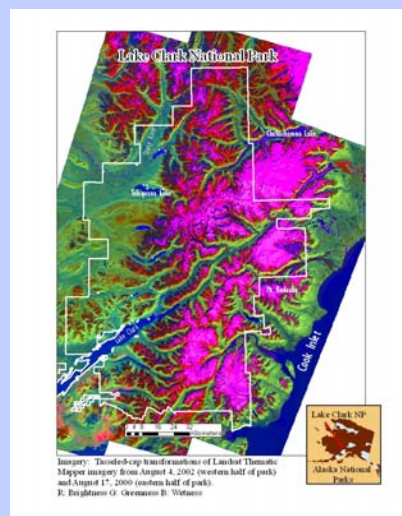 Lake Clark National Park
Chakachamna Lake
Telaquana Lake
Mt. Redoubt
Lake Clark
Cook Inlet
Kilometers
Lake Clark NP
Alaska National
Parks
Imagery: Tasseled-cap transformations of Landsat Thematic
Mapper imagery from August 4, 2002 (western half of park)
and August 17, 2000 (eastern half of park).
R: Brightness G: Greenness B: Wetness